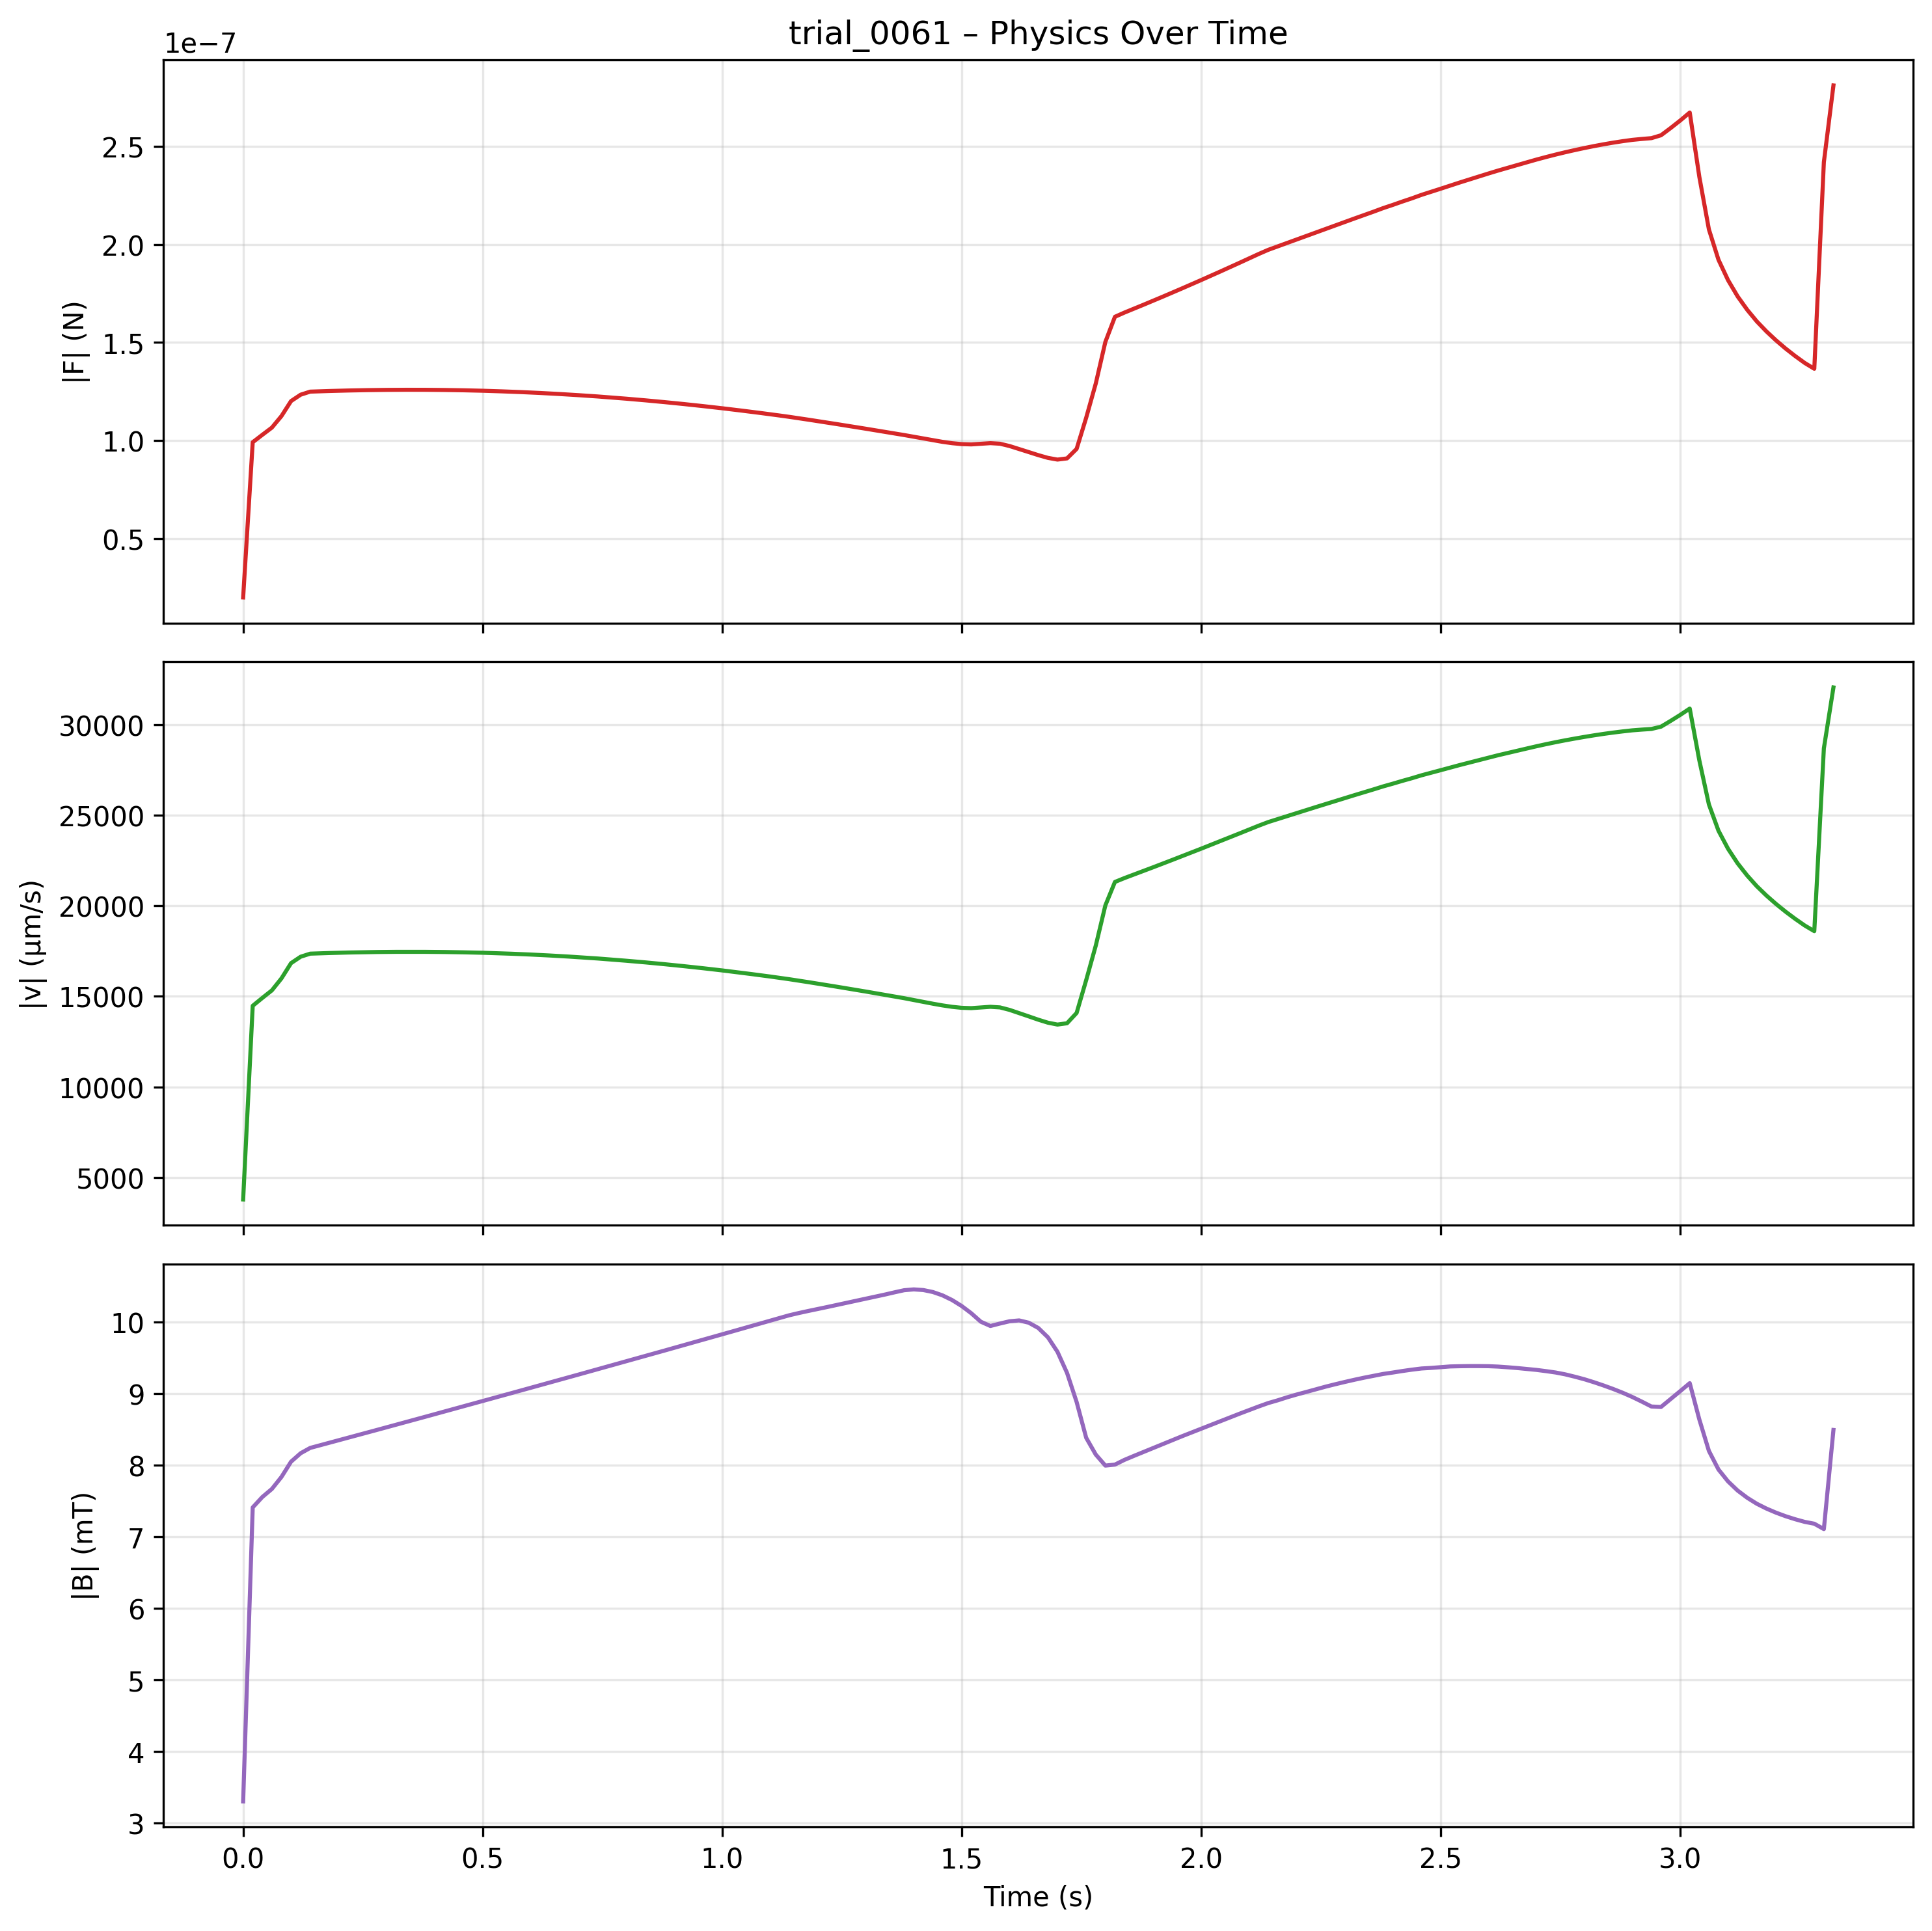 trial_0061 – Physics Over Time
1e−7
|F| (N)
2.5
2.0
1.5
1.0
0.5
|v| (µm/s)
30000
25000
20000
15000
10000
5000
|B| (mT)
10
9
8
7
6
5
4
3
0.0 0.5 1.0 1.5 2.0 2.5 3.0
Time (s)